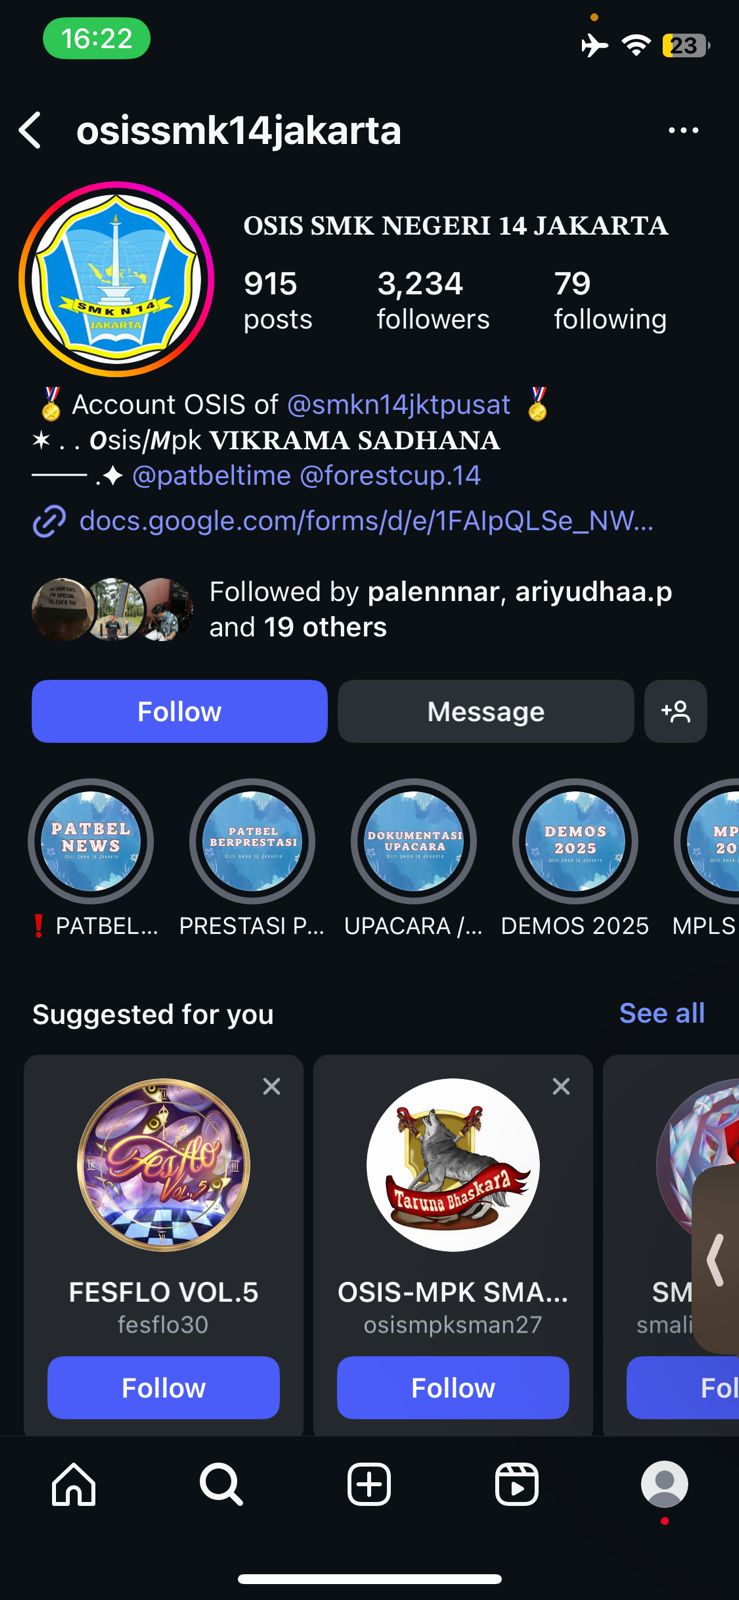 16:22
23
osissmk14jakarta
SMK N 14
JAKARTA
OSIS SMK NEGERI 14 JAKARTA
915 3,234 79
posts followers following
🏅 Account OSIS of @smkn14jktpusat 🏅
✶ . . Osis/Mpk VIKRAMA SADHANA
─── .✦ @patbeltime @forestcup.14
docs.google.com/forms/d/e/1FAIpQLSe_NW...
Followed by palennnar, ariyudhaa.p
and 19 others
Follow Message
PATBEL
NEWS
PATBEL
BERPRESTASI
DOKUMENTASI
UPACARA
DEMOS
2025
MP
20
❗ PATBEL... PRESTASI P... UPACARA /... DEMOS 2025 MPLS
Suggested for you See all
Fesflo
Vol.5
Taruna Bhaskara
FESFLO VOL.5 OSIS-MPK SMA... SM
fesflo30 osismpksman27 smali
Follow Follow Fol